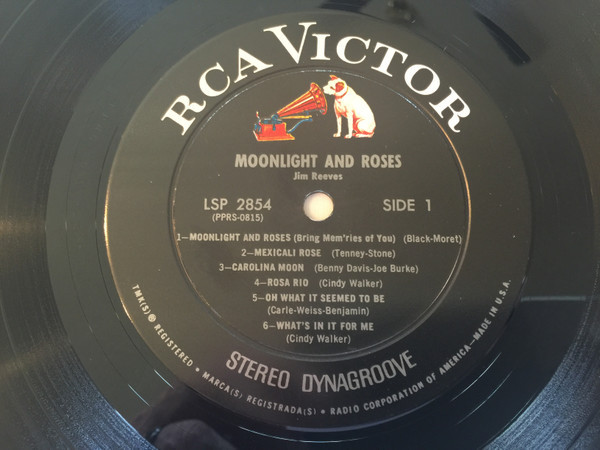 RCA VICTOR
MOONLIGHT AND ROSES
Jim Reeves
LSP 2854 SIDE 1
(PPRS-0815)
1—MOONLIGHT AND ROSES (Bring Mem'ries of You) (Black-Moret)
2—MEXICALI ROSE (Tenney-Stone)
3—CAROLINA MOON (Benny Davis-Joe Burke)
4—ROSA RIO (Cindy Walker)
5—OH WHAT IT SEEMED TO BE
(Carle-Weiss-Benjamin)
6—WHAT'S IN IT FOR ME
(Cindy Walker)
STEREO DYNAGROOVE
TMK(S) ® REGISTERED • MARCA(S) REGISTRADA(S) • RADIO CORPORATION OF AMERICA—MADE IN U.S.A.